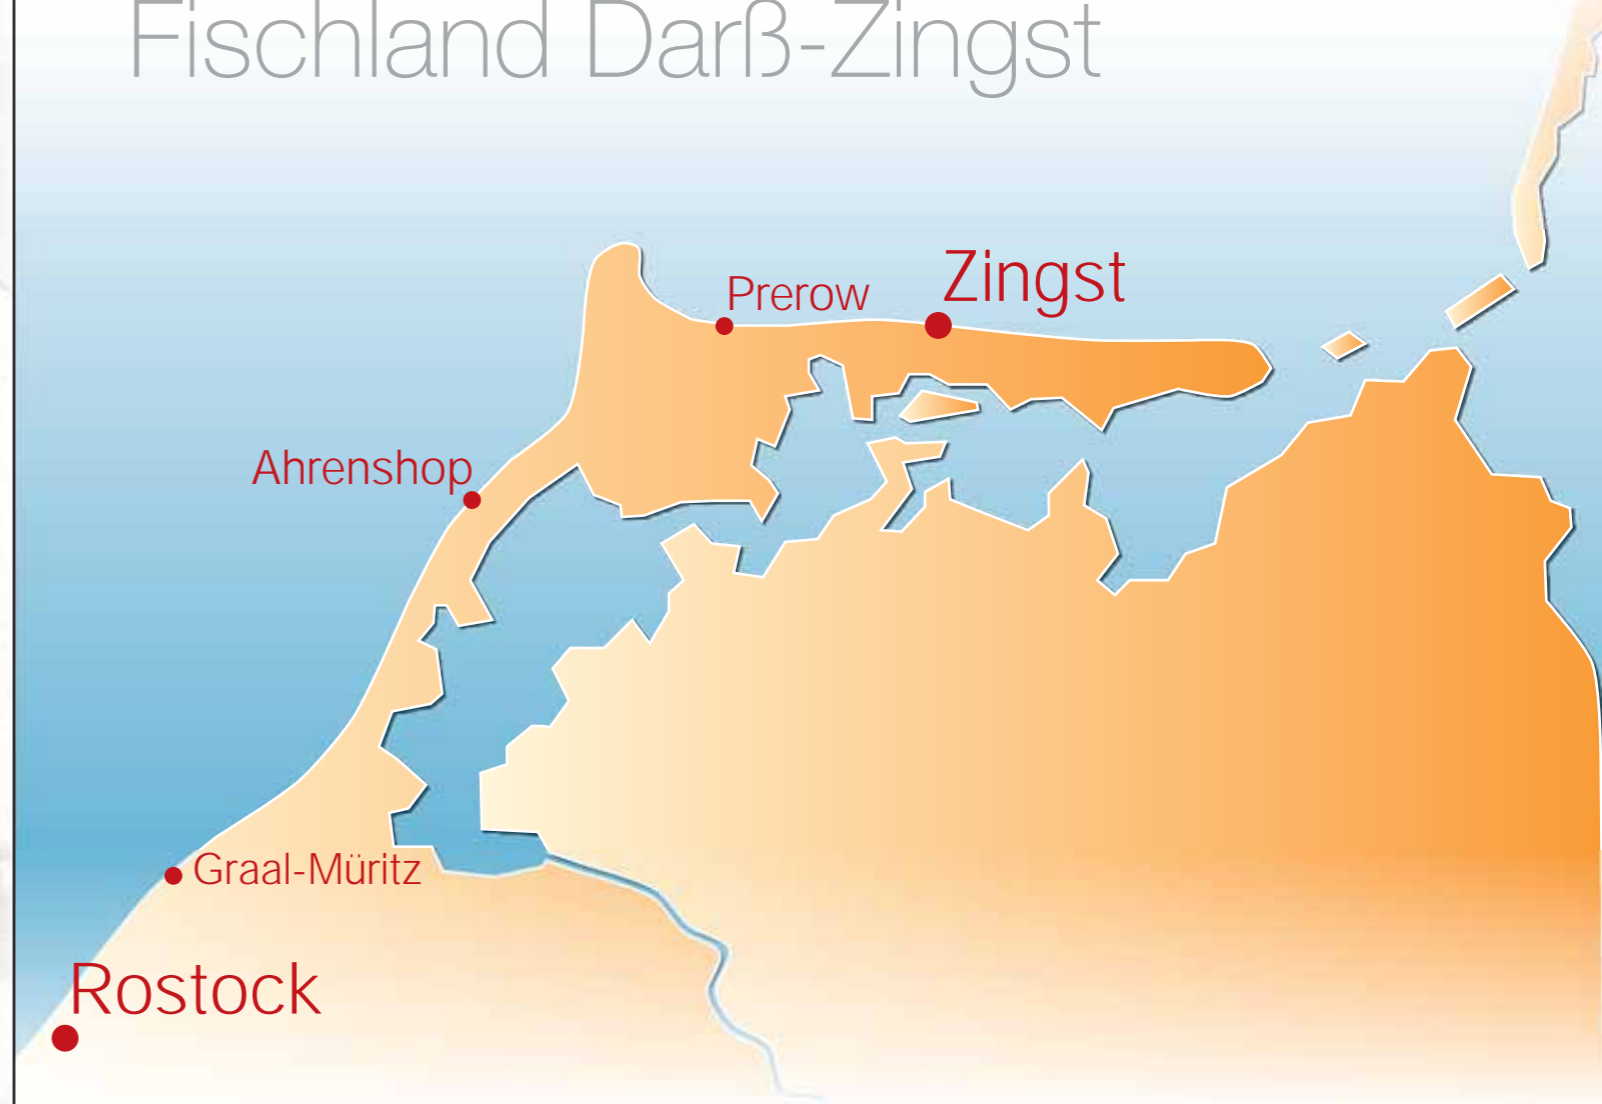 Fischland Darß-Zingst
Zingst
Prerow
Ahrenshop
Graal-Müritz
Rostock